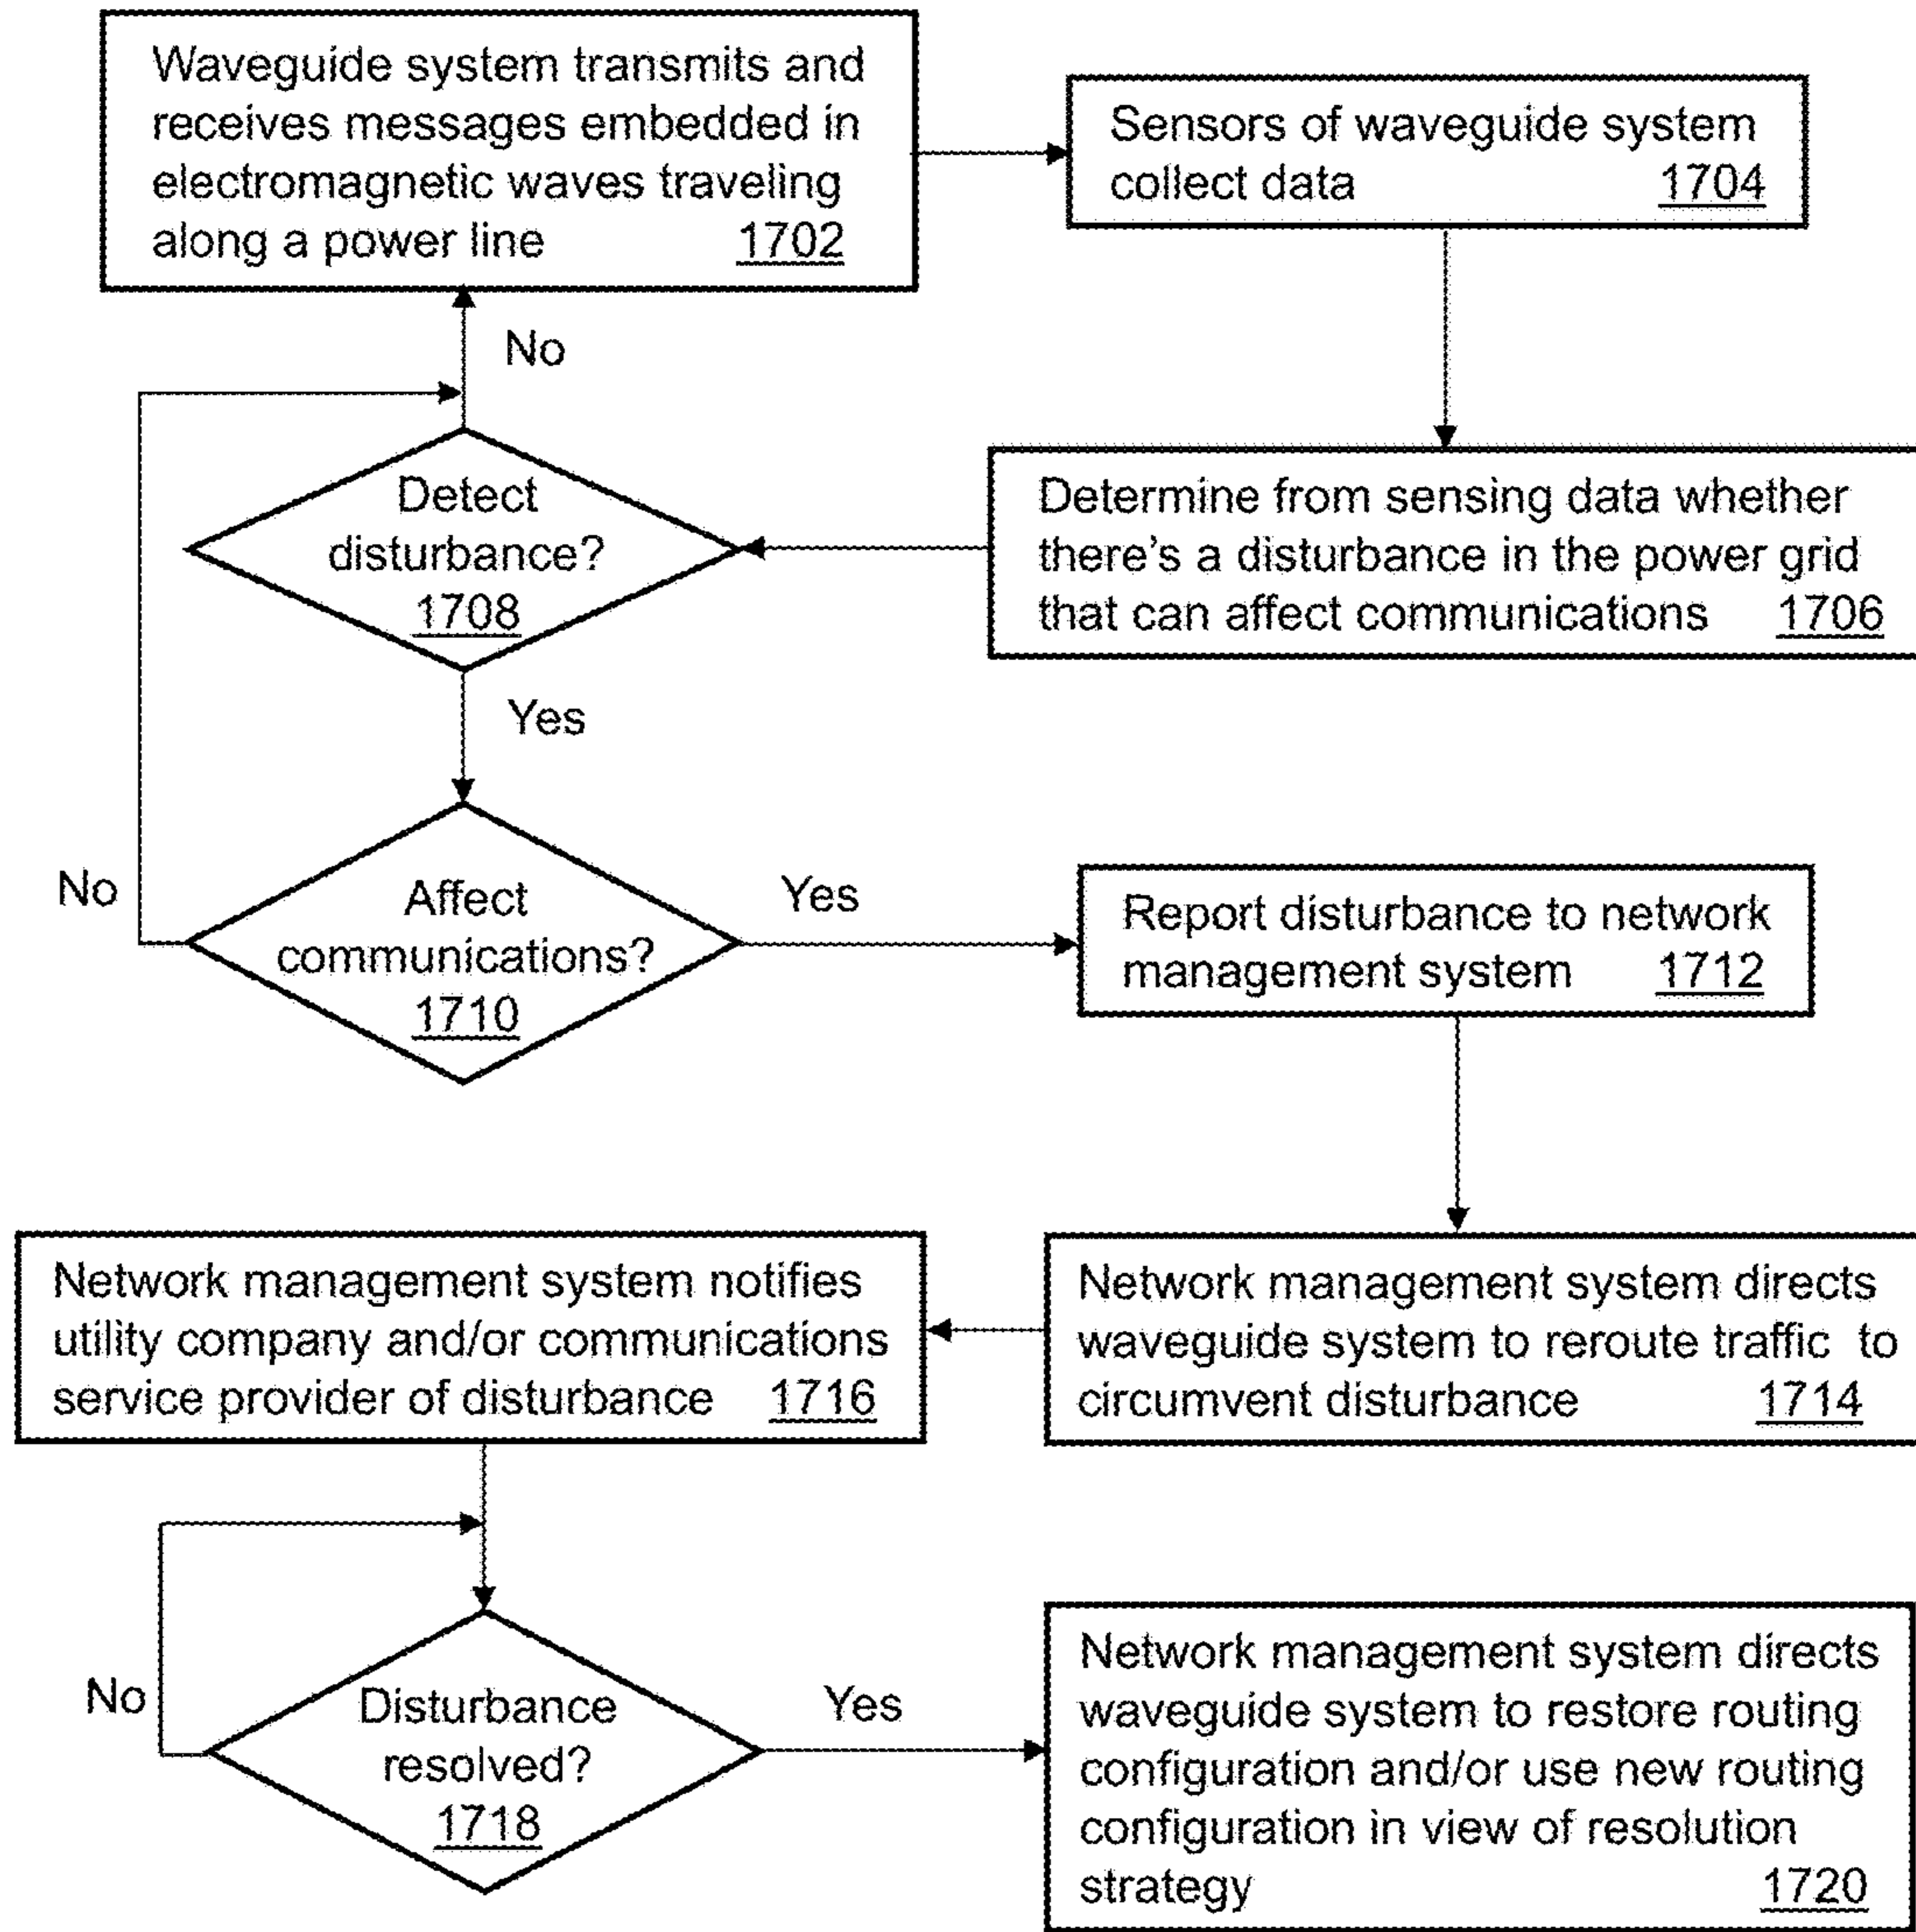 Waveguide system transmits and
receives messages embedded in
electromagnetic waves traveling
along a power line 1702
Sensors of waveguide system
collect data 1704
No
Detect
disturbance?
1708
Determine from sensing data whether
there's a disturbance in the power grid
that can affect communications 1706
Yes
No
Affect
communications?
1710
Yes
Report disturbance to network
management system 1712
Network management system notifies
utility company and/or communications
service provider of disturbance 1716
Network management system directs
waveguide system to reroute traffic to
circumvent disturbance 1714
No
Disturbance
resolved?
1718
Yes
Network management system directs
waveguide system to restore routing
configuration and/or use new routing
configuration in view of resolution
strategy 1720